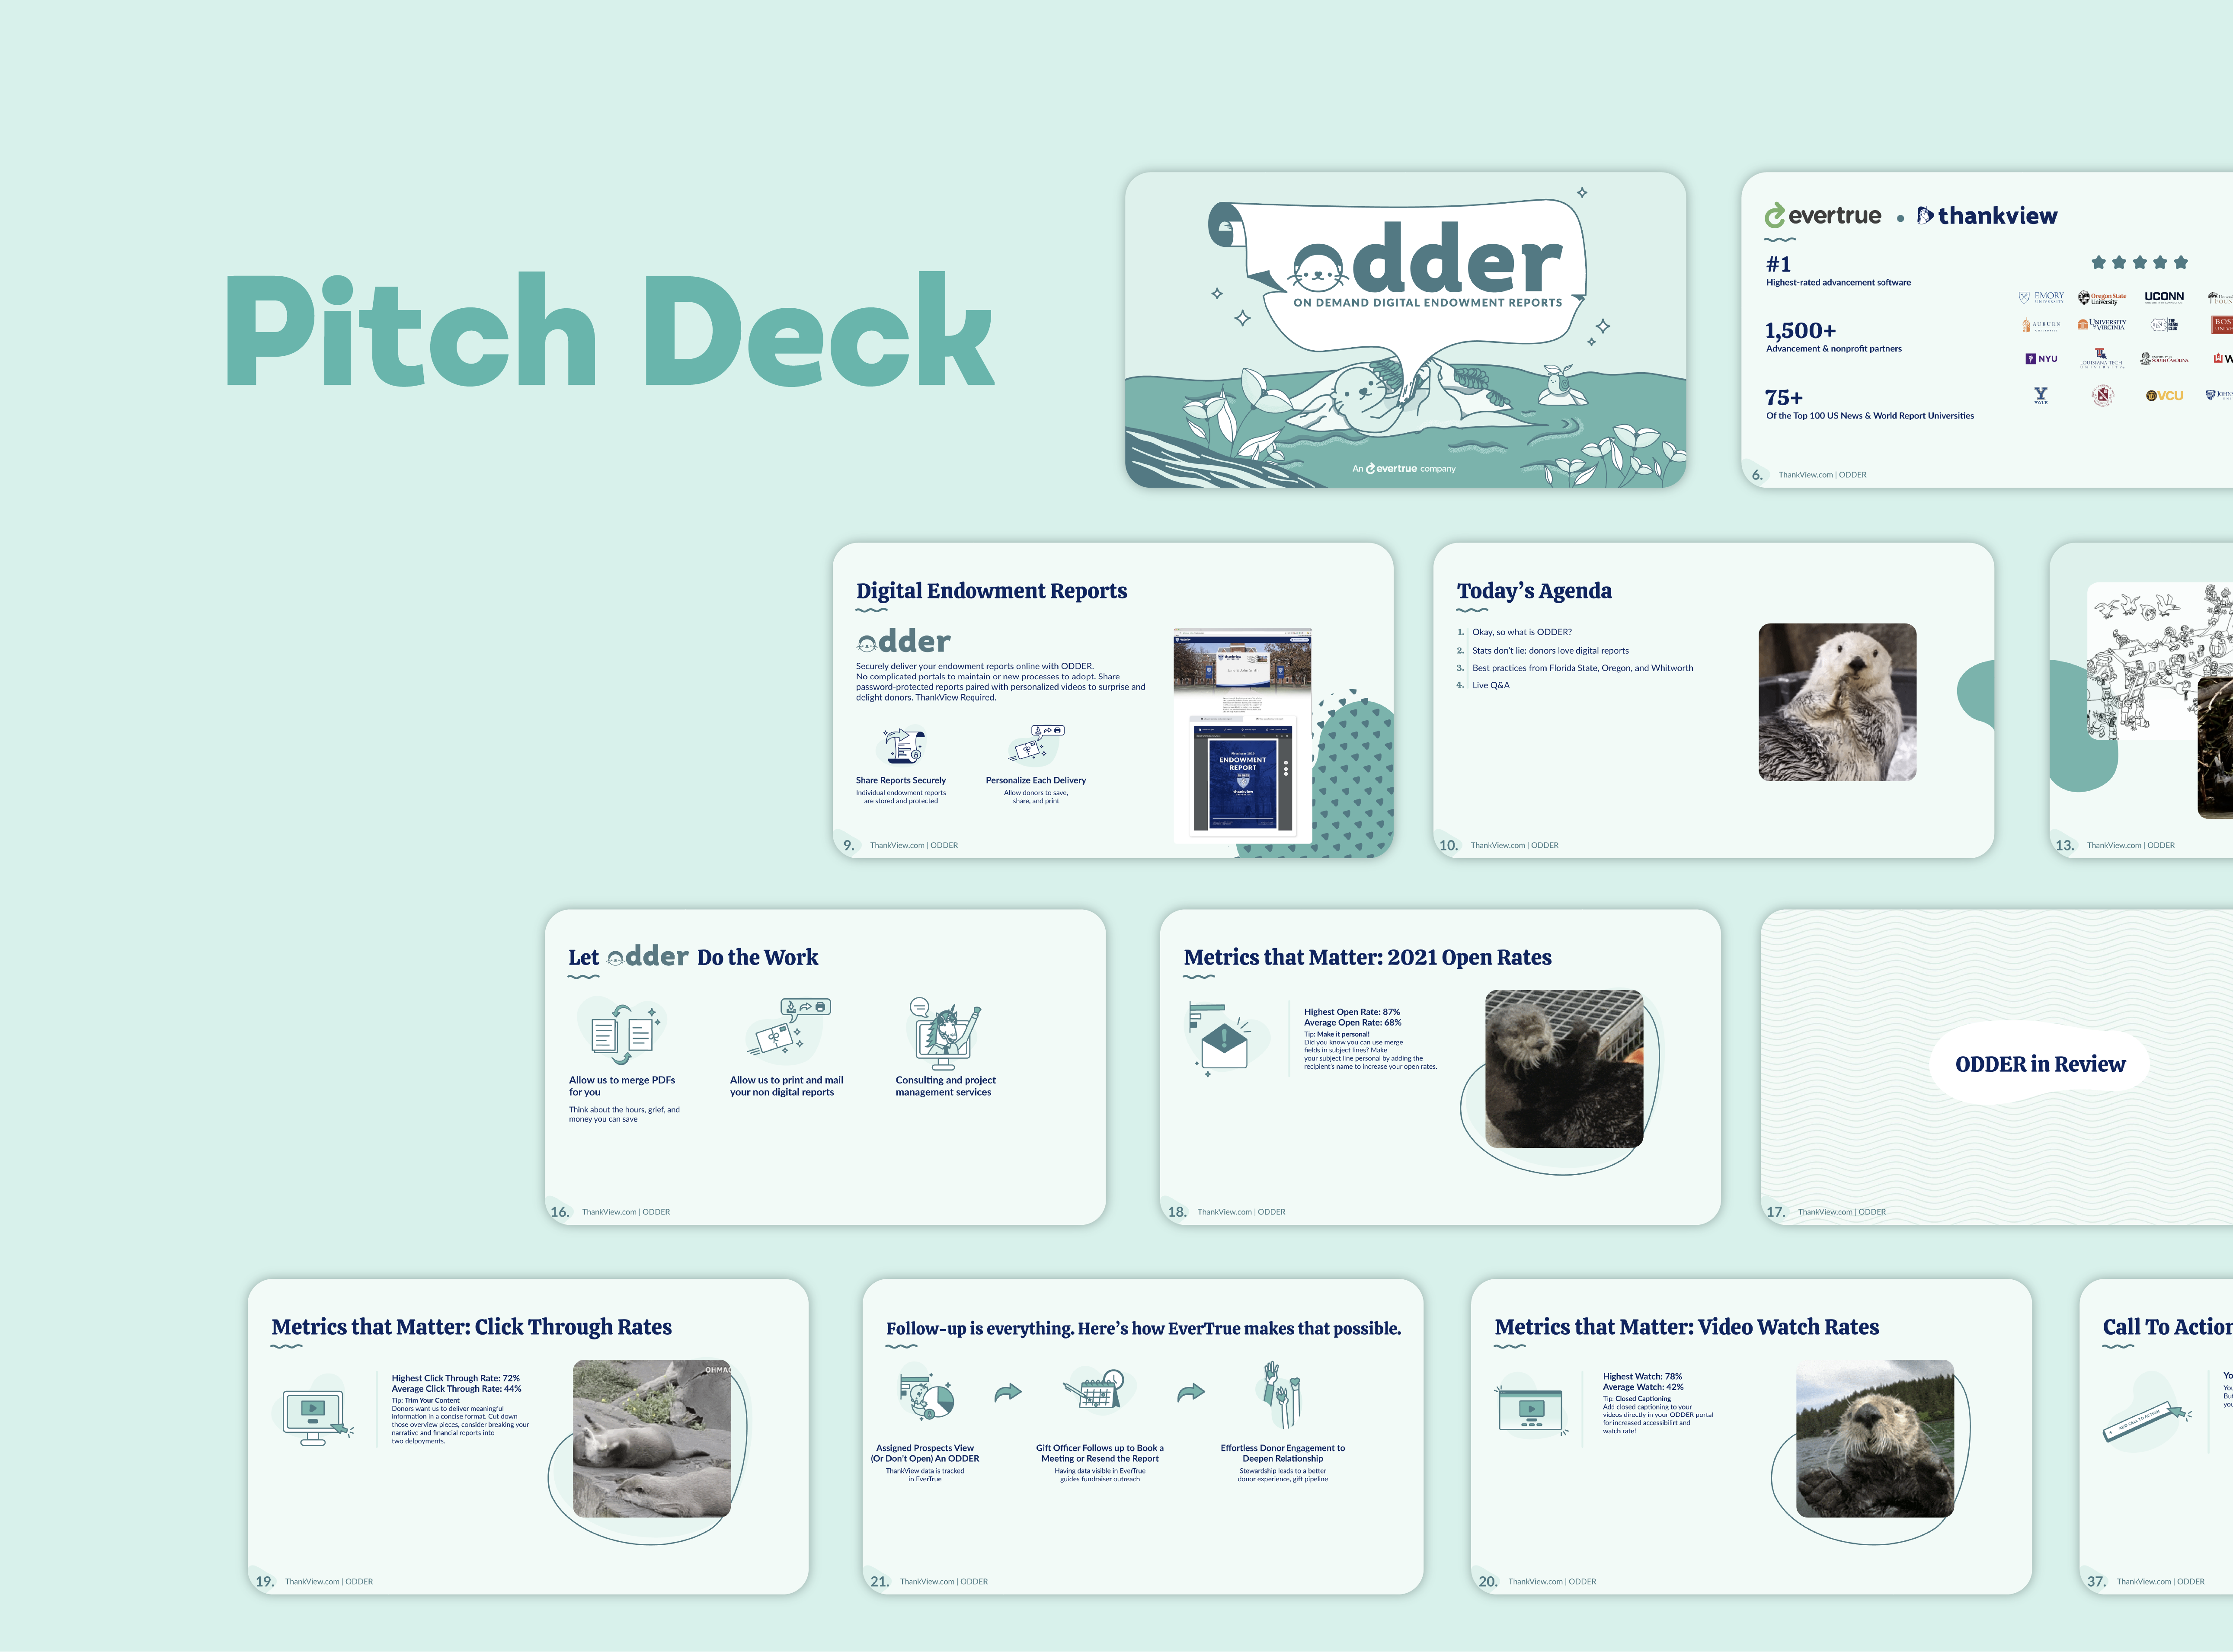 Pitch Deck
odder
ON DEMAND DIGITAL ENDOWMENT REPORTS
An evertrue company
evertrue • thankview
#1
Highest-rated advancement software
1,500+
Advancement & nonprofit partners
75+
Of the Top 100 US News & World Report Universities
EMORY
UNIVERSITY
Oregon State
University
UCONN
AUBURN
UNIVERSITY
UNIVERSITY
of VIRGINIA
THE
RAMS
CLUB
NYU
LOUISIANA TECH
UNIVERSITY
SOUTH CAROLINA
YALE
VCU
6.
ThankView.com | ODDER
Digital Endowment Reports
odder
Securely deliver your endowment reports online with ODDER.
No complicated portals to maintain or new processes to adopt. Share
password-protected reports paired with personalized videos to surprise and
delight donors. ThankView Required.
Share Reports Securely
Individual endowment reports
are stored and protected
Personalize Each Delivery
Allow donors to save,
share, and print
ENDOWMENT
REPORT
thankview
9.
ThankView.com | ODDER
Today’s Agenda
1. Okay, so what is ODDER?
2. Stats don’t lie: donors love digital reports
3. Best practices from Florida State, Oregon, and Whitworth
4. Live Q&A
10.
ThankView.com | ODDER
13.
ThankView.com | ODDER
Let odder Do the Work
Allow us to merge PDFs
for you
Think about the hours, grief, and
money you can save
Allow us to print and mail
your non digital reports
Consulting and project
management services
16.
ThankView.com | ODDER
Metrics that Matter: 2021 Open Rates
Highest Open Rate: 87%
Average Open Rate: 68%
Tip: Make it personal!
Did you know you can use merge
fields in subject lines? Make
your subject line personal by adding the
recipient’s name to increase your open rates.
18.
ThankView.com | ODDER
ODDER in Review
17.
ThankView.com | ODDER
Metrics that Matter: Click Through Rates
Highest Click Through Rate: 72%
Average Click Through Rate: 44%
Tip: Trim Your Content
Donors want us to deliver meaningful
information in a concise format. Cut down
those overview pieces, consider breaking your
narrative and financial reports into
two delpoyments.
19.
ThankView.com | ODDER
Follow-up is everything. Here’s how EverTrue makes that possible.
Assigned Prospects View
(Or Don’t Open) An ODDER
ThankView data is tracked
in EverTrue
Gift Officer Follows up to Book a
Meeting or Resend the Report
Having data visible in EverTrue
guides fundraiser outreach
Effortless Donor Engagement to
Deepen Relationship
Stewardship leads to a better
donor experience, gift pipeline
21.
ThankView.com | ODDER
Metrics that Matter: Video Watch Rates
Highest Watch: 78%
Average Watch: 42%
Tip: Closed Captioning
Add closed captioning to your
videos directly in your ODDER portal
for increased accessibilirt and
watch rate!
20.
ThankView.com | ODDER
Call To Action
ADD CALL TO ACTION
37.
ThankView.com | ODDER